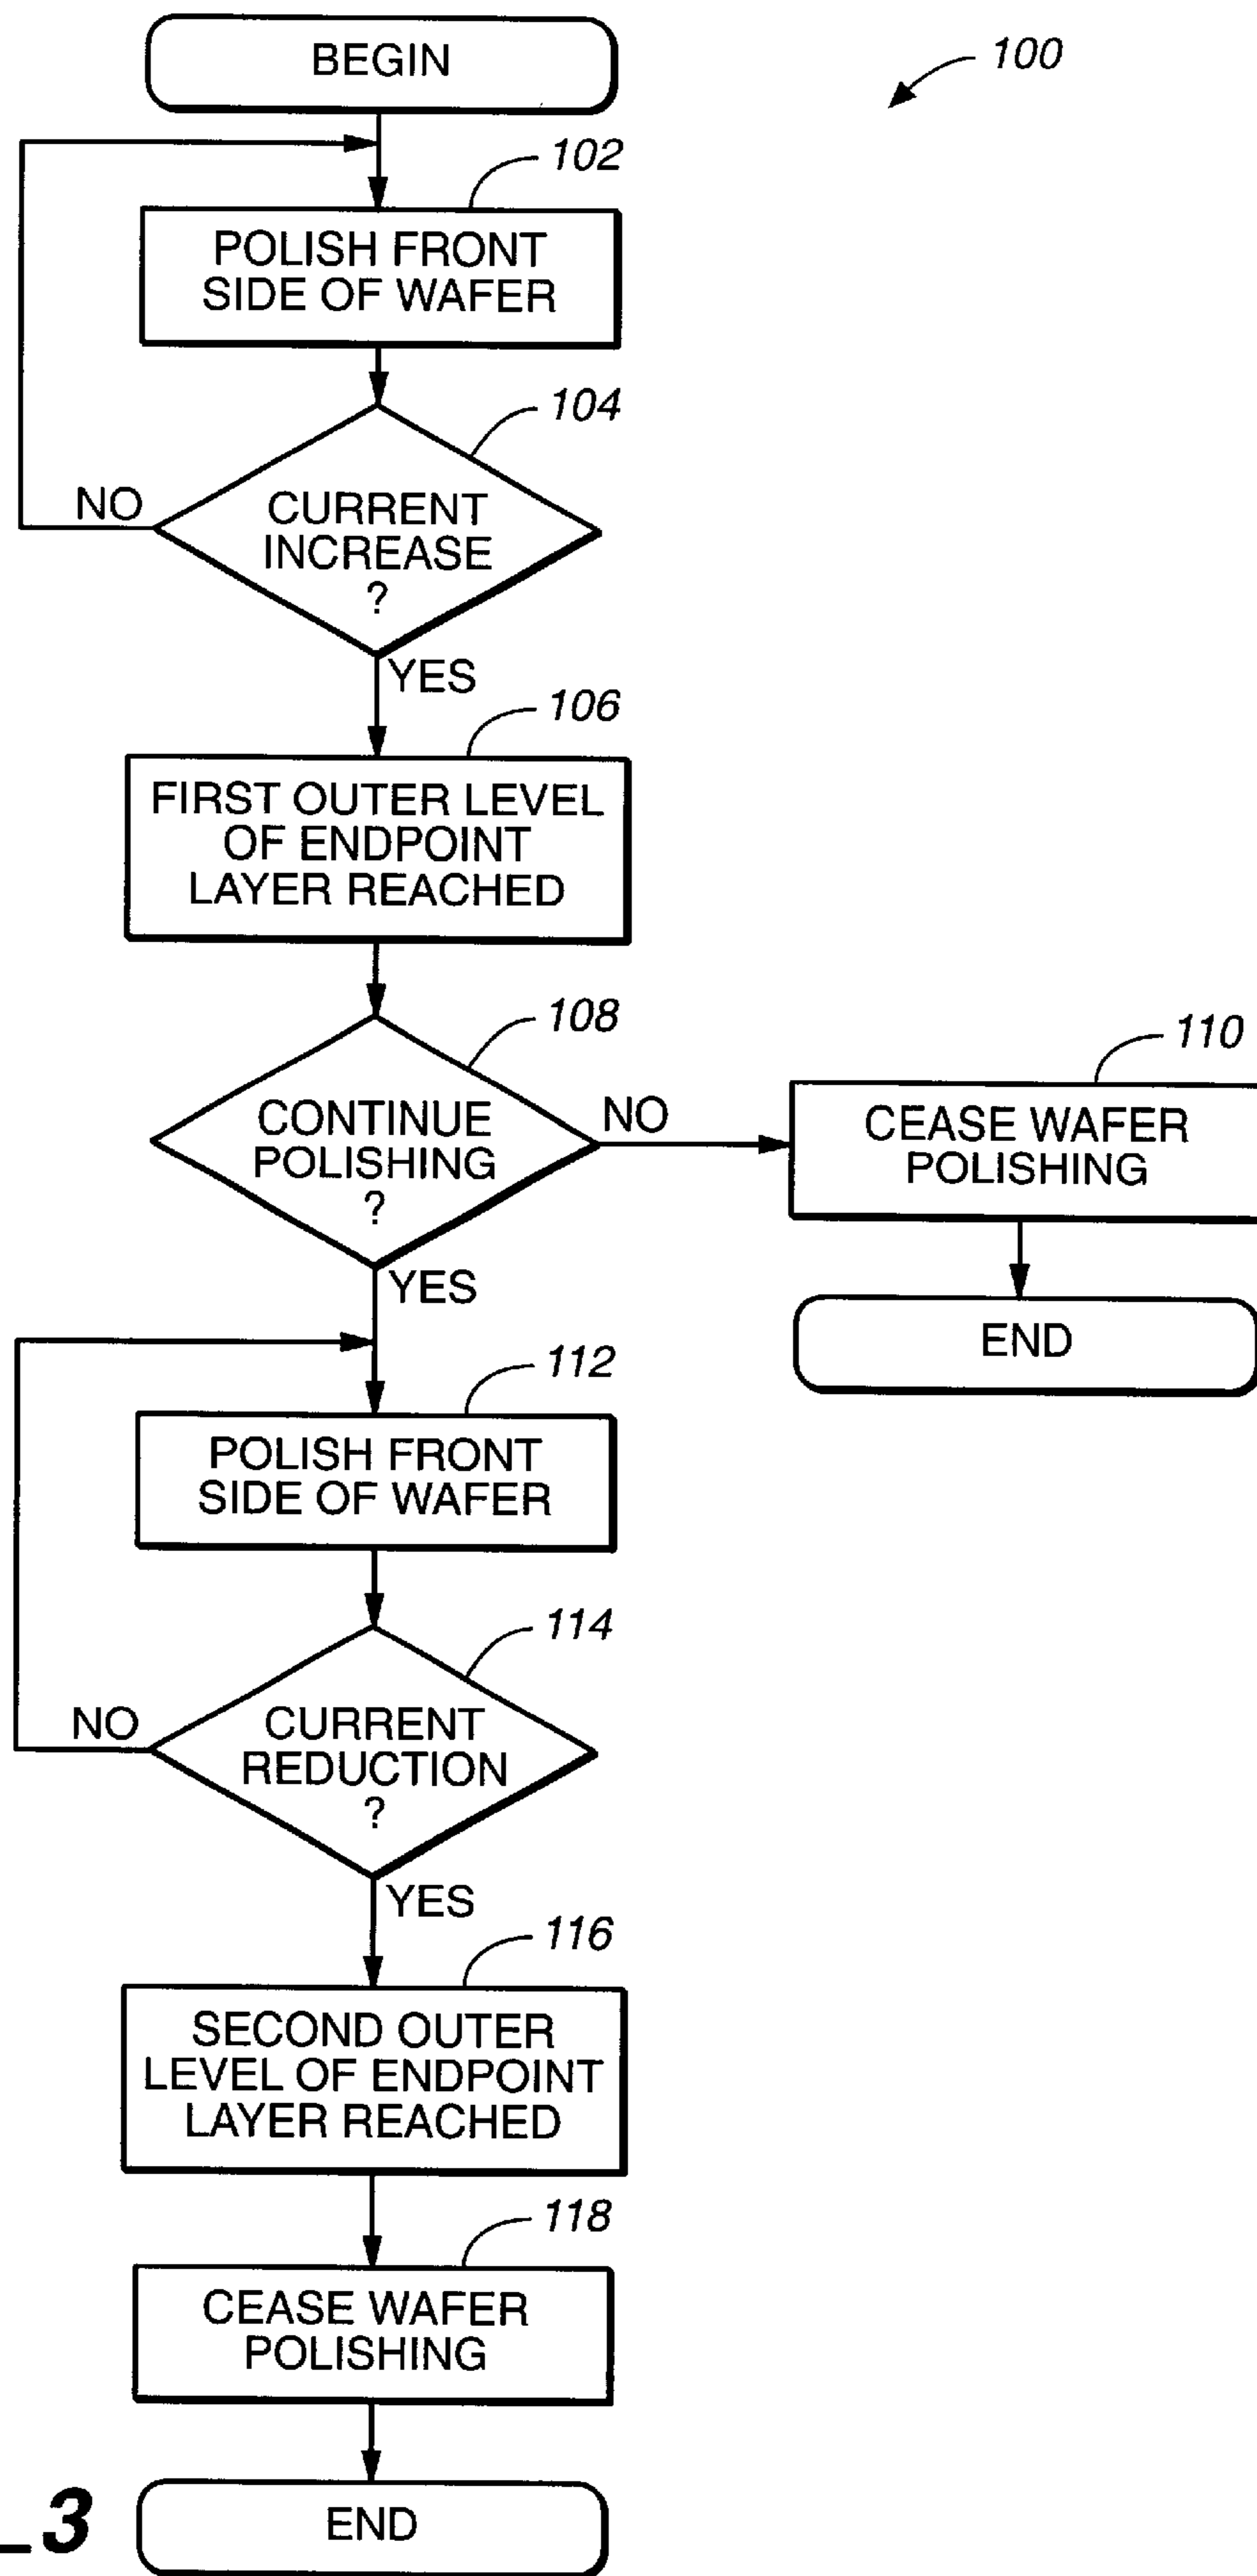 BEGIN
100
102
POLISH FRONT
SIDE OF WAFER
104
CURRENT
INCREASE
?
NO
YES
106
FIRST OUTER LEVEL
OF ENDPOINT
LAYER REACHED
108
CONTINUE
POLISHING
?
NO
110
CEASE WAFER
POLISHING
END
YES
112
POLISH FRONT
SIDE OF WAFER
114
CURRENT
REDUCTION
?
NO
YES
116
SECOND OUTER
LEVEL OF ENDPOINT
LAYER REACHED
118
CEASE WAFER
POLISHING
END
_3